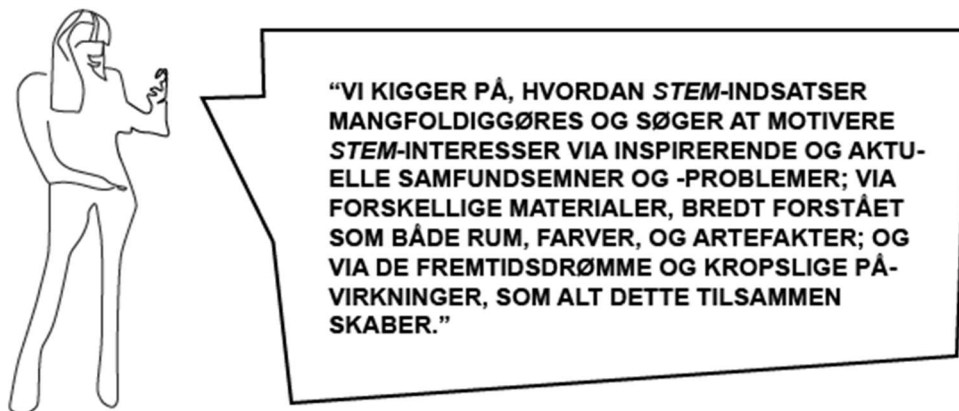 “VI KIGGER PÅ, HVORDAN STEM-INDSATSER
MANGFOLDIGGØRES OG SØGER AT MOTIVERE
STEM-INTERESSER VIA INSPIRERENDE OG AKTU-
ELLE SAMFUNDSEMNER OG -PROBLEMER; VIA
FORSKELLIGE MATERIALER, BREDT FORSTÅET
SOM BÅDE RUM, FARVER, OG ARTEFAKTER; OG
VIA DE FREMTIDSDRØMME OG KROPSLIGE PÅ-
VIRKNINGER, SOM ALT DETTE TILSAMMEN
SKABER.”